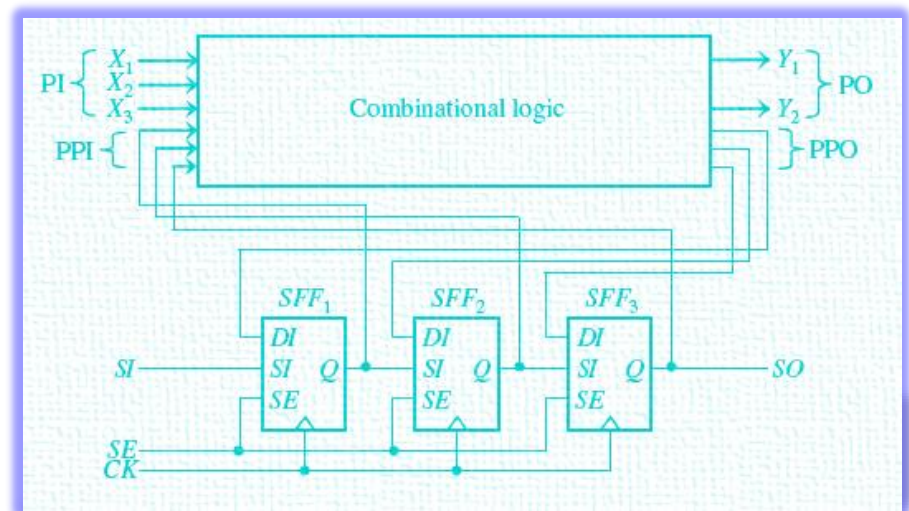 PI
X₁
X₂
X₃
PPI
Combinational logic
Y₁
Y₂
PO
PPO
SFF₁
SFF₂
SFF₃
DI
SI Q
SE
DI
SI Q
SE
DI
SI Q
SE
SI
SO
SE
CK